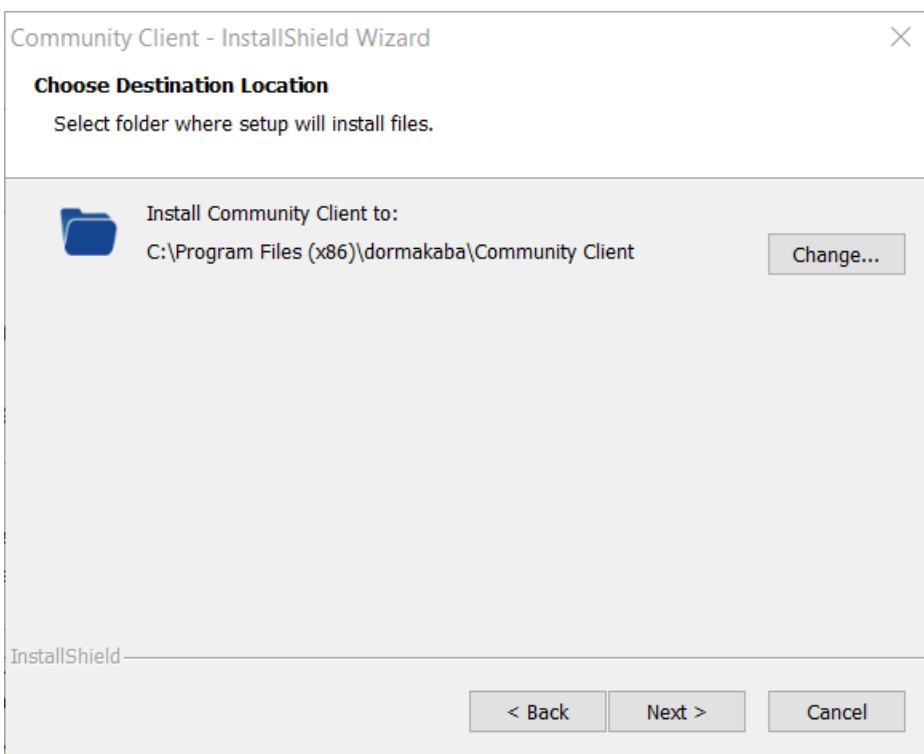 Community Client - InstallShield Wizard
Choose Destination Location
Select folder where setup will install files.
Install Community Client to:
C:\Program Files (x86)\dormakaba\Community Client
Change...
InstallShield
< Back
Next >
Cancel